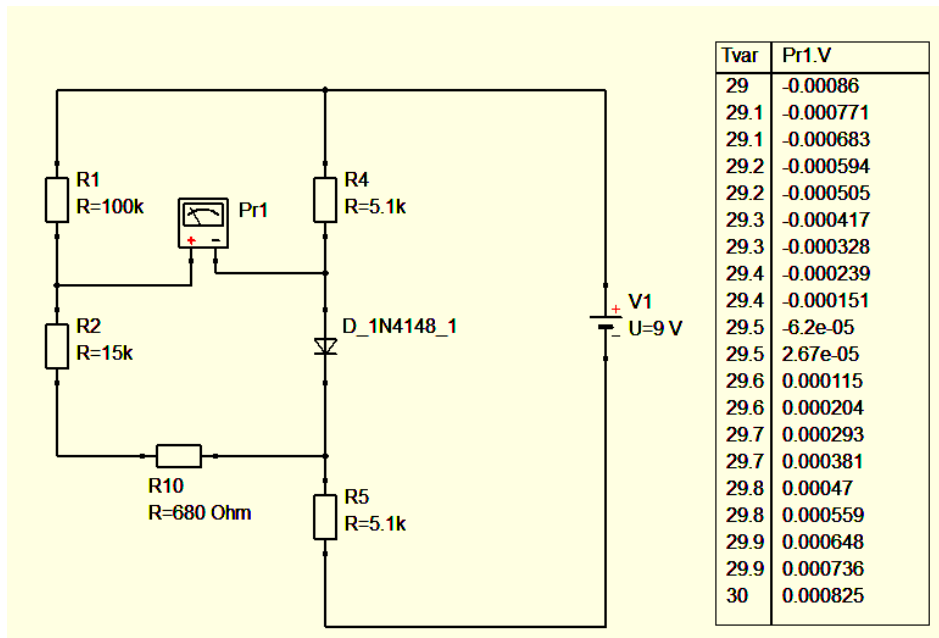 Tvar Pr1.V
29 -0.00086
29.1 -0.000771
29.1 -0.000683
29.2 -0.000594
29.2 -0.000505
29.3 -0.000417
29.3 -0.000328
29.4 -0.000239
29.4 -0.000151
29.5 -6.2e-05
29.5 2.67e-05
29.6 0.000115
29.6 0.000204
29.7 0.000293
29.7 0.000381
29.8 0.00047
29.8 0.000559
29.9 0.000648
29.9 0.000736
30 0.000825
R1
R=100k
Pr1
+ -
R4
R=5.1k
R2
R=15k
D_1N4148_1
+ V1
- U=9 V
R10
R=680 Ohm
R5
R=5.1k